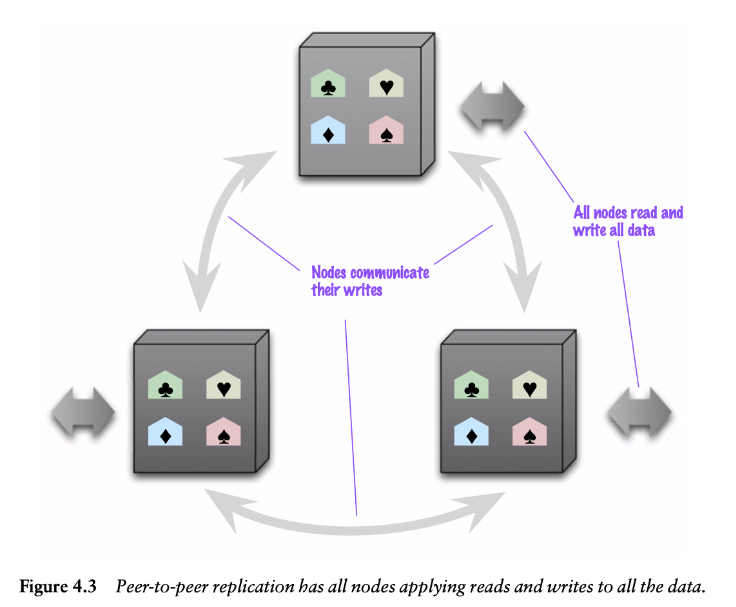 All nodes read and
write all data
Nodes communicate
their writes
Figure 4.3 Peer-to-peer replication has all nodes applying reads and writes to all the data.